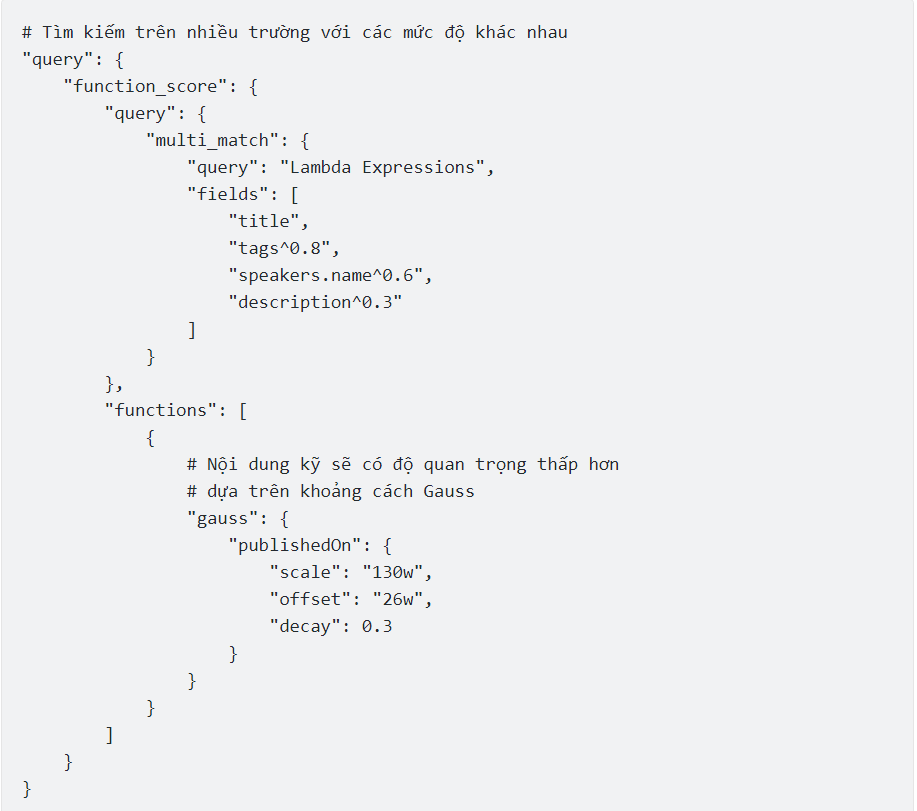 # Tìm kiếm trên nhiều trường với các mức độ khác nhau
"query": {
    "function_score": {
        "query": {
            "multi_match": {
                "query": "Lambda Expressions",
                "fields": [
                    "title",
                    "tags^0.8",
                    "speakers.name^0.6",
                    "description^0.3"
                ]
            }
        },
        "functions": [
            {
                # Nội dung kỹ sẽ có độ quan trọng thấp hơn
                # dựa trên khoảng cách Gauss
                "gauss": {
                    "publishedOn": {
                        "scale": "130w",
                        "offset": "26w",
                        "decay": 0.3
                    }
                }
            }
        ]
    }
}